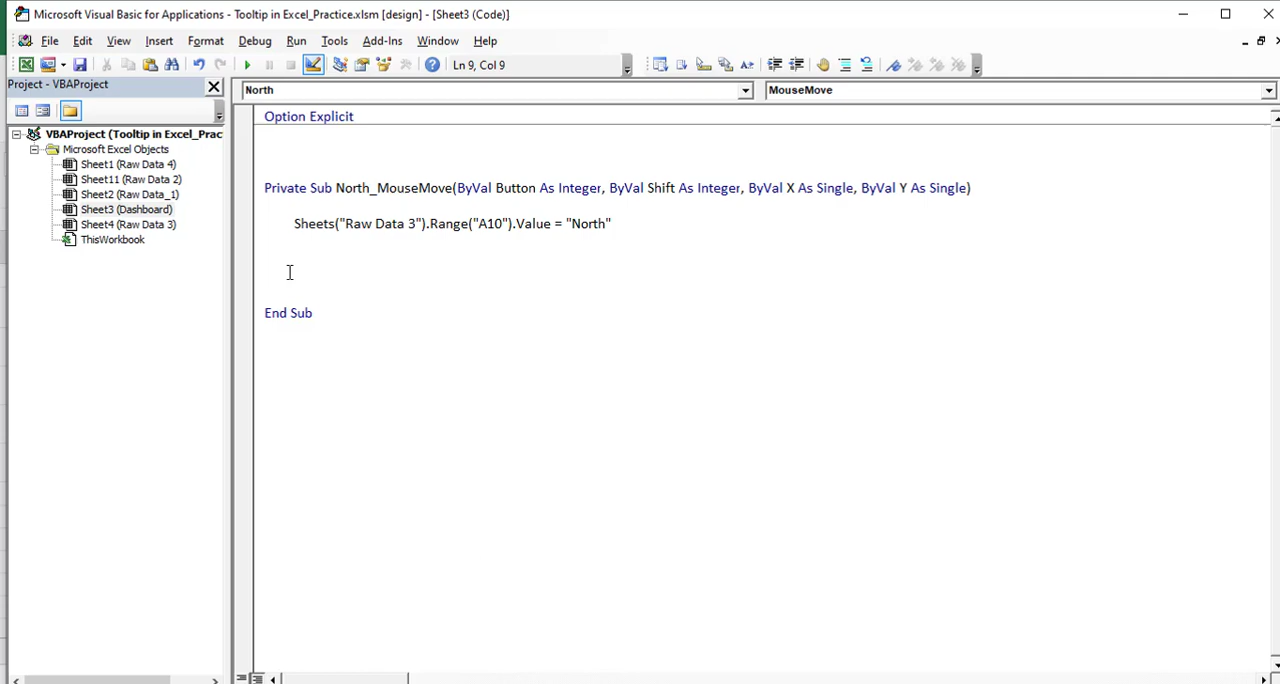 Microsoft Visual Basic for Applications - Tooltip in Excel_Practice.xlsm [design] - [Sheet3 (Code)]
File Edit View Insert Format Debug Run Tools Add-Ins Window Help
Ln 9, Col 9
Project - VBAProject
North MouseMove
VBAProject (Tooltip in Excel_Prac
Microsoft Excel Objects
Sheet1 (Raw Data 4)
Sheet11 (Raw Data 2)
Sheet2 (Raw Data_1)
Sheet3 (Dashboard)
Sheet4 (Raw Data 3)
ThisWorkbook
Option Explicit
Private Sub North_MouseMove(ByVal Button As Integer, ByVal Shift As Integer, ByVal X As Single, ByVal Y As Single)
Sheets("Raw Data 3").Range("A10").Value = "North"
End Sub